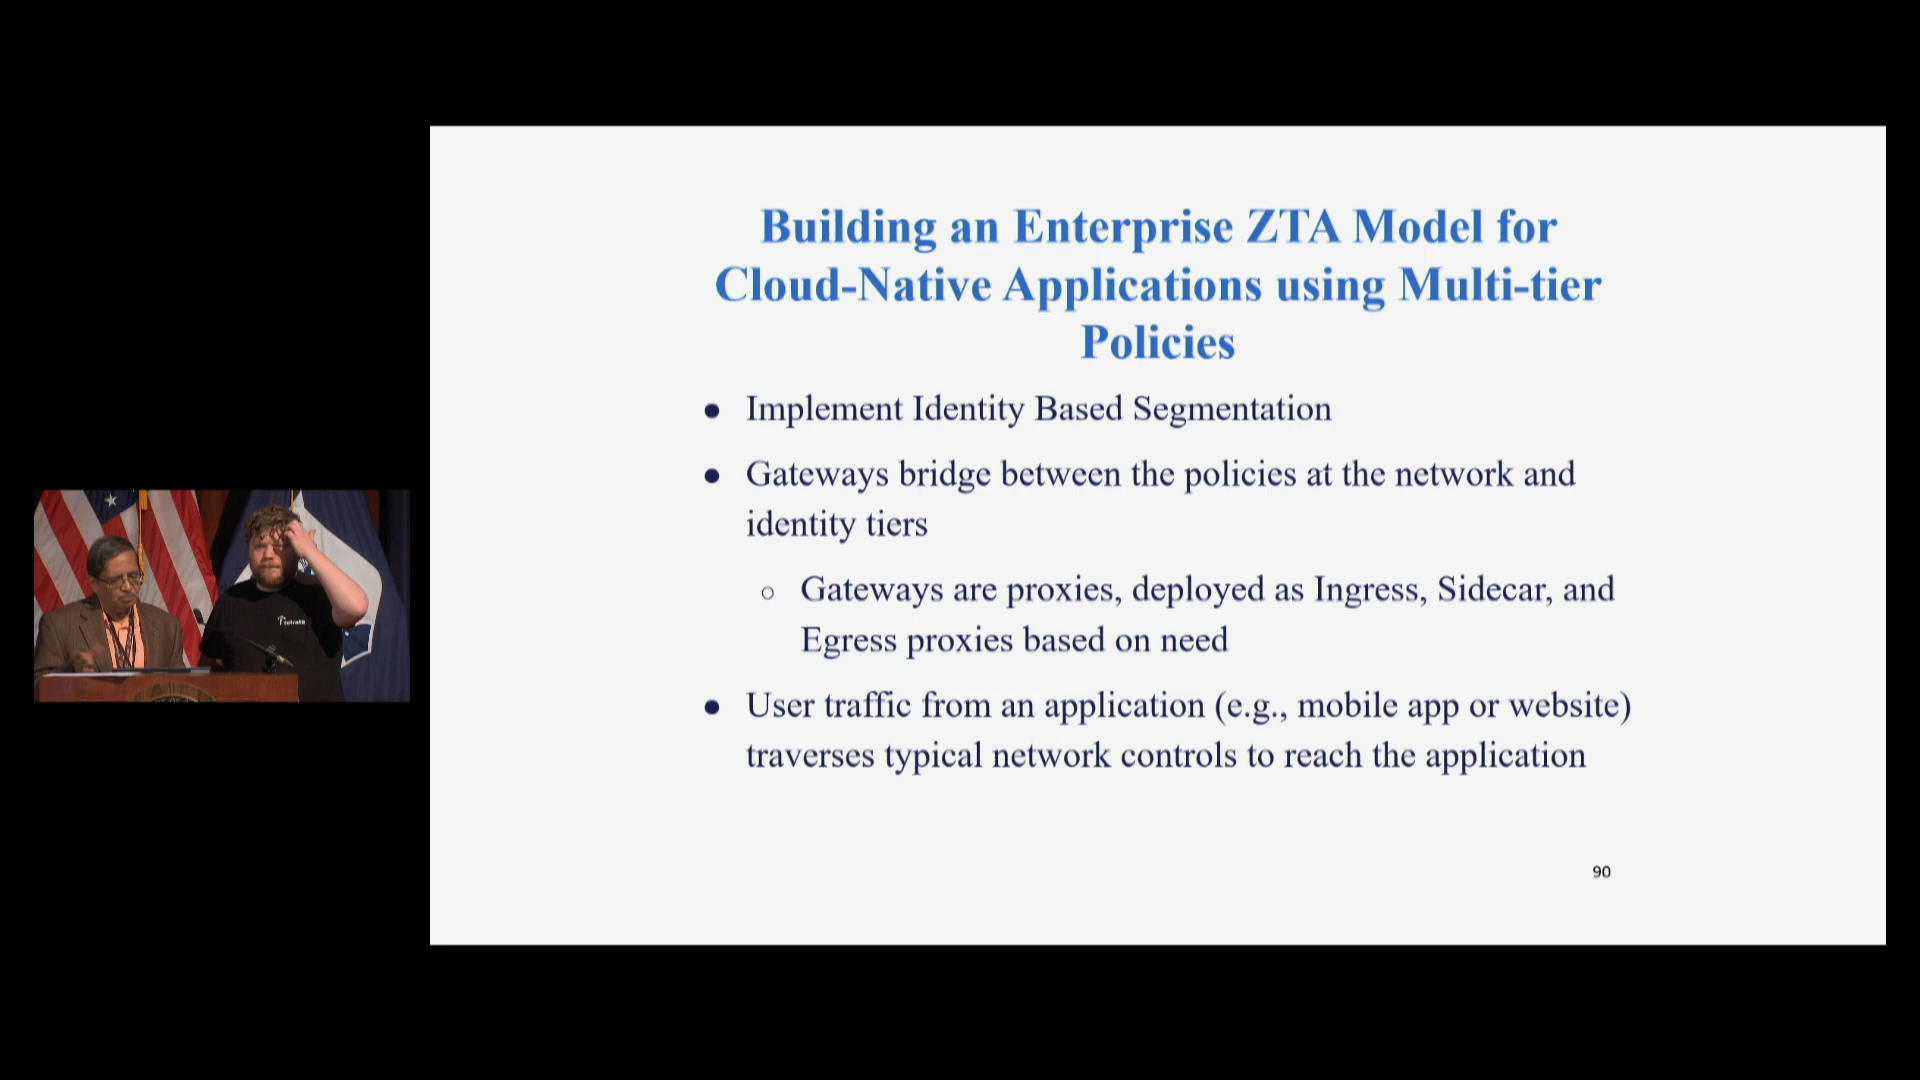 Building an Enterprise ZTA Model for
Cloud-Native Applications using Multi-tier
Policies
● Implement Identity Based Segmentation
● Gateways bridge between the policies at the network and
identity tiers
○ Gateways are proxies, deployed as Ingress, Sidecar, and
Egress proxies based on need
● User traffic from an application (e.g., mobile app or website)
traverses typical network controls to reach the application
90
tetrate